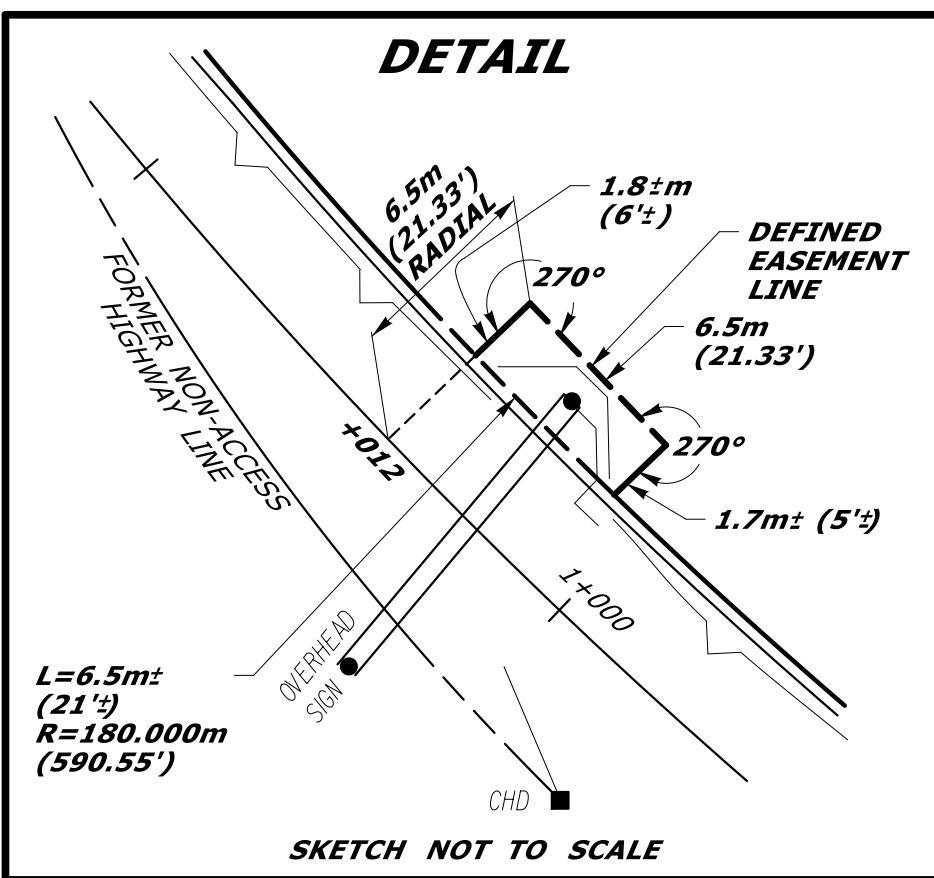 DETAIL
6.5m
(21.33')
RADIAL
1.8±m
(6'±)
270°
DEFINED
EASEMENT
LINE
6.5m
(21.33')
FORMER NON-ACCESS
HIGHWAY LINE
+012
270°
1.7m± (5'±)
1+000
OVERHEAD
SIGN
L=6.5m±
(21'±)
R=180.000m
(590.55')
CHD
SKETCH NOT TO SCALE